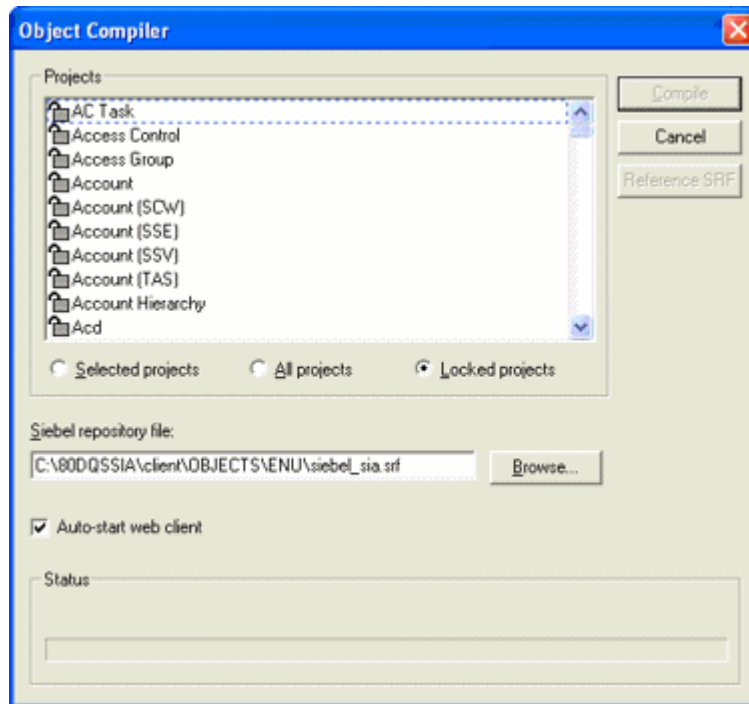 Object Compiler
Projects
AC Task
Access Control
Access Group
Account
Account (SCW)
Account (SSE)
Account (SSV)
Account (TAS)
Account Hierarchy
Acd
Compile
Cancel
Reference SRF
Selected projects All projects Locked projects
Siebel repository file:
C:\80DQSSIA\client\OBJECTS\ENU\siebel_sia.srf Browse...
Auto-start web client
Status